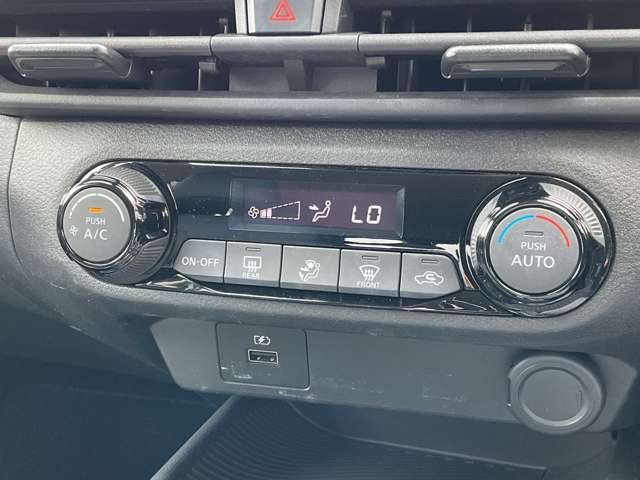 LO
PUSH
A/C
PUSH
AUTO
ON·OFF
REAR
FRONT